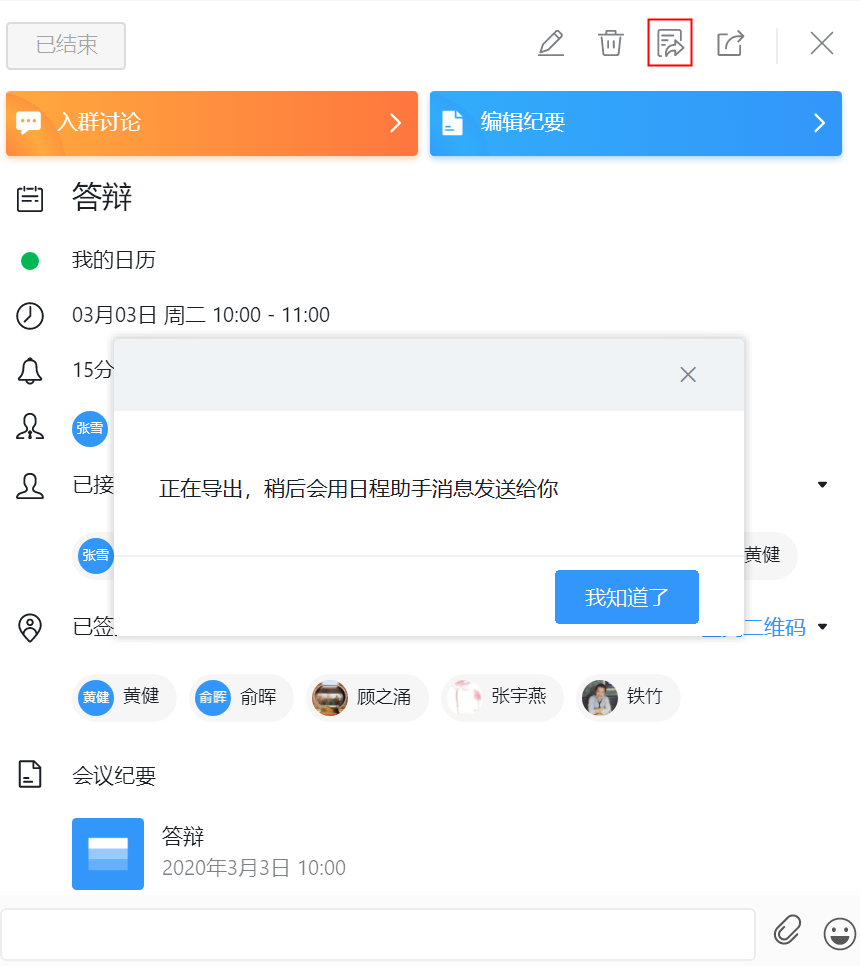 已结束
入群讨论
编辑纪要
答辩
我的日历
03月03日 周二 10:00 - 11:00
15分
张雪
已接
正在导出，稍后会用日程助手消息发送给你
张雪
黄健
我知道了
已签
二维码
黄健 黄健 俞晖 俞晖 顾之涌 张宇燕 铁竹
会议纪要
答辩
2020年3月3日 10:00